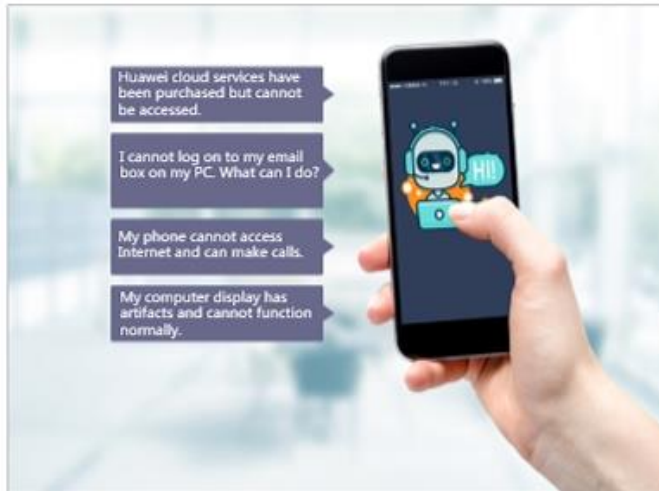 Huawei cloud services have
been purchased but cannot
be accessed.
I cannot log on to my email
box on my PC. What can I do?
My phone cannot access
Internet and can make calls.
My computer display has
artifacts and cannot function
normally.
HI!